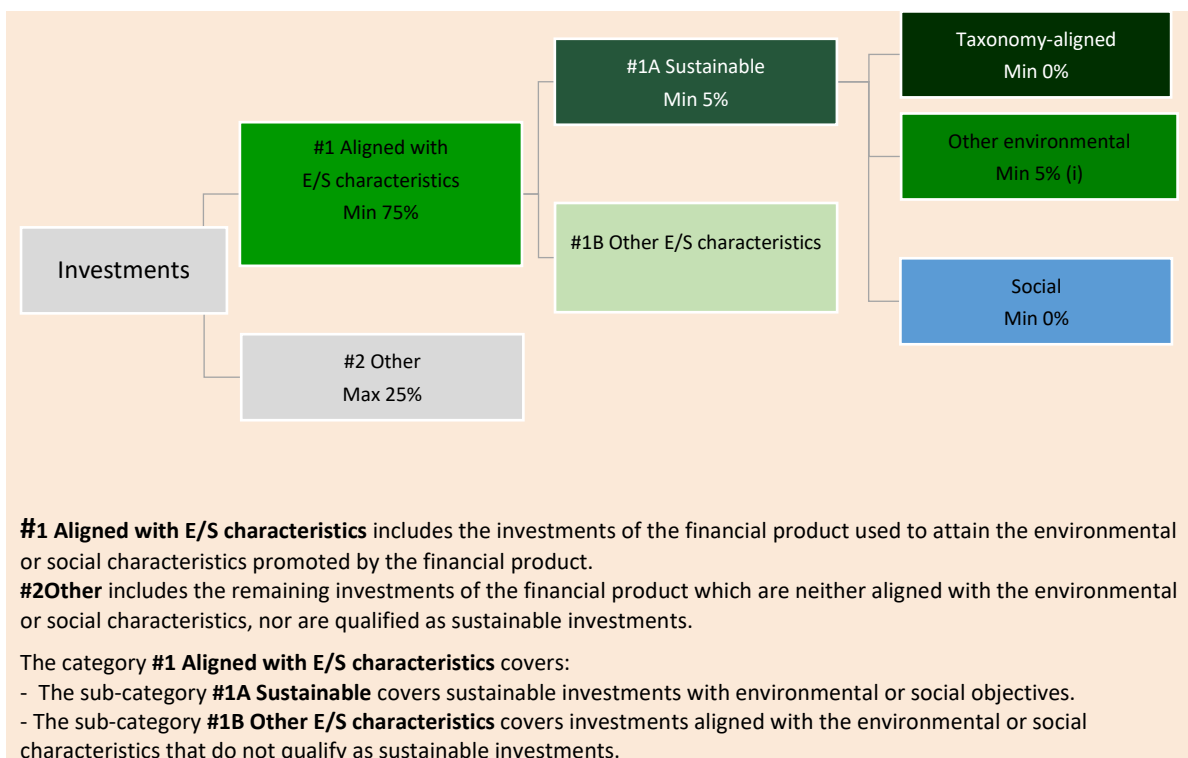 Taxonomy-aligned
Min 0%
#1A Sustainable
Min 5%
Other environmental
Min 5% (i)
#1 Aligned with
E/S characteristics
Min 75%
#1B Other E/S characteristics
Investments
Social
Min 0%
#2 Other
Max 25%
#1 Aligned with E/S characteristics includes the investments of the financial product used to attain the environmental
or social characteristics promoted by the financial product.
#2Other includes the remaining investments of the financial product which are neither aligned with the environmental
or social characteristics, nor are qualified as sustainable investments.
The category #1 Aligned with E/S characteristics covers:
- The sub-category #1A Sustainable covers sustainable investments with environmental or social objectives.
- The sub-category #1B Other E/S characteristics covers investments aligned with the environmental or social
characteristics that do not qualify as sustainable investments.